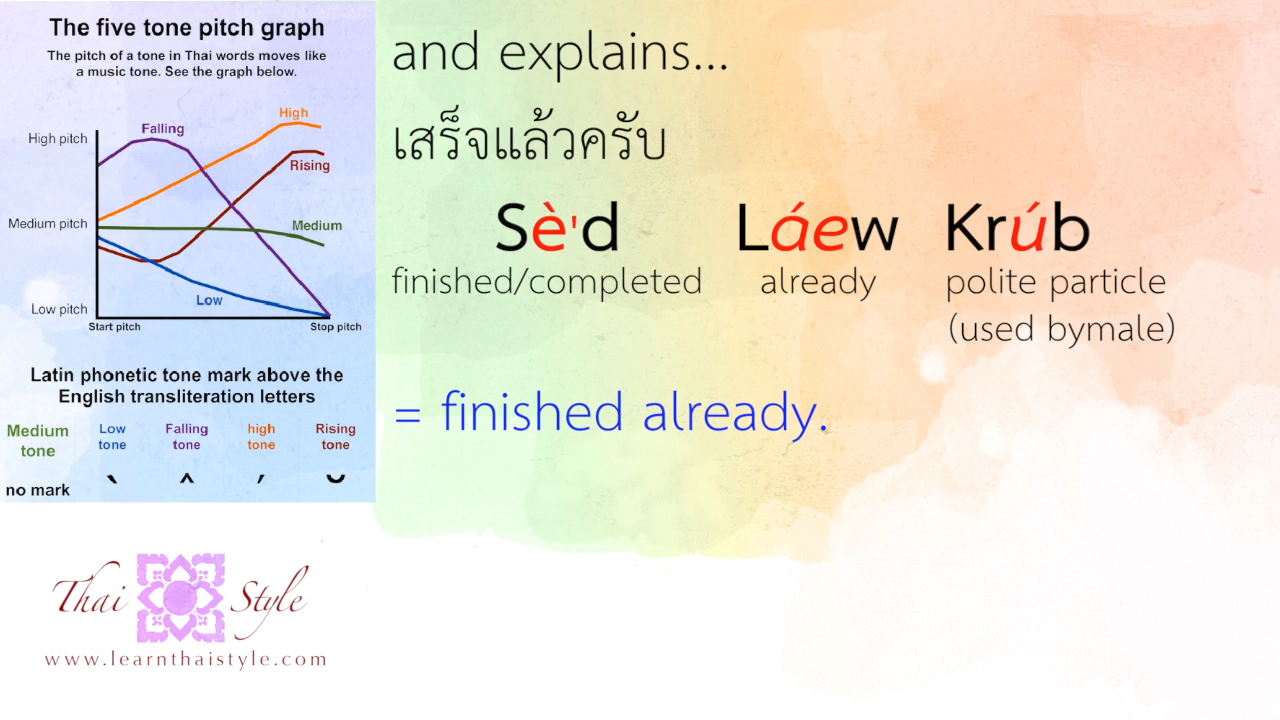 The five tone pitch graph
The pitch of a tone in Thai words moves like
a music tone. See the graph below.
High
Falling
High pitch
Rising
Medium pitch
Medium
Low
Low pitch
Start pitch
Stop pitch
Latin phonetic tone mark above the
English transliteration letters
Medium tone
Low tone
Falling tone
high tone
Rising tone
no mark
ˋ ^ ˊ ˘
Thai Style
www.learnthaistyle.com
and explains...
เสร็จแล้วครับ
Sè'd Láew Krúb
finished/completed already polite particle
(used bymale)
= finished already.